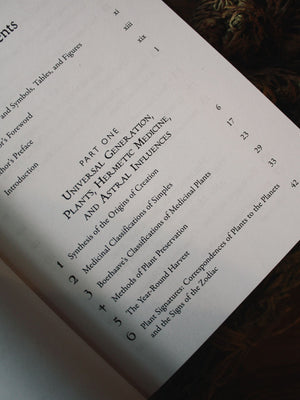 ents
and Symbols, Tables, and Figures xi
r's Foreword xiii
or's Preface xix
Introduction 1
PART ONE
UNIVERSAL GENERATION,
PLANTS, HERMETIC MEDICINE,
AND ASTRAL INFLUENCES
1 Synthesis of the Origins of Creation 6
2 Medicinal Classifications of Simples 17
3 Boerhaave's Classifications of Medicinal Plants 23
4 Methods of Plant Preservation 29
5 The Year-Round Harvest 33
6 Plant Signatures: Correspondences of Plants to the Planets
and the Signs of the Zodiac 42